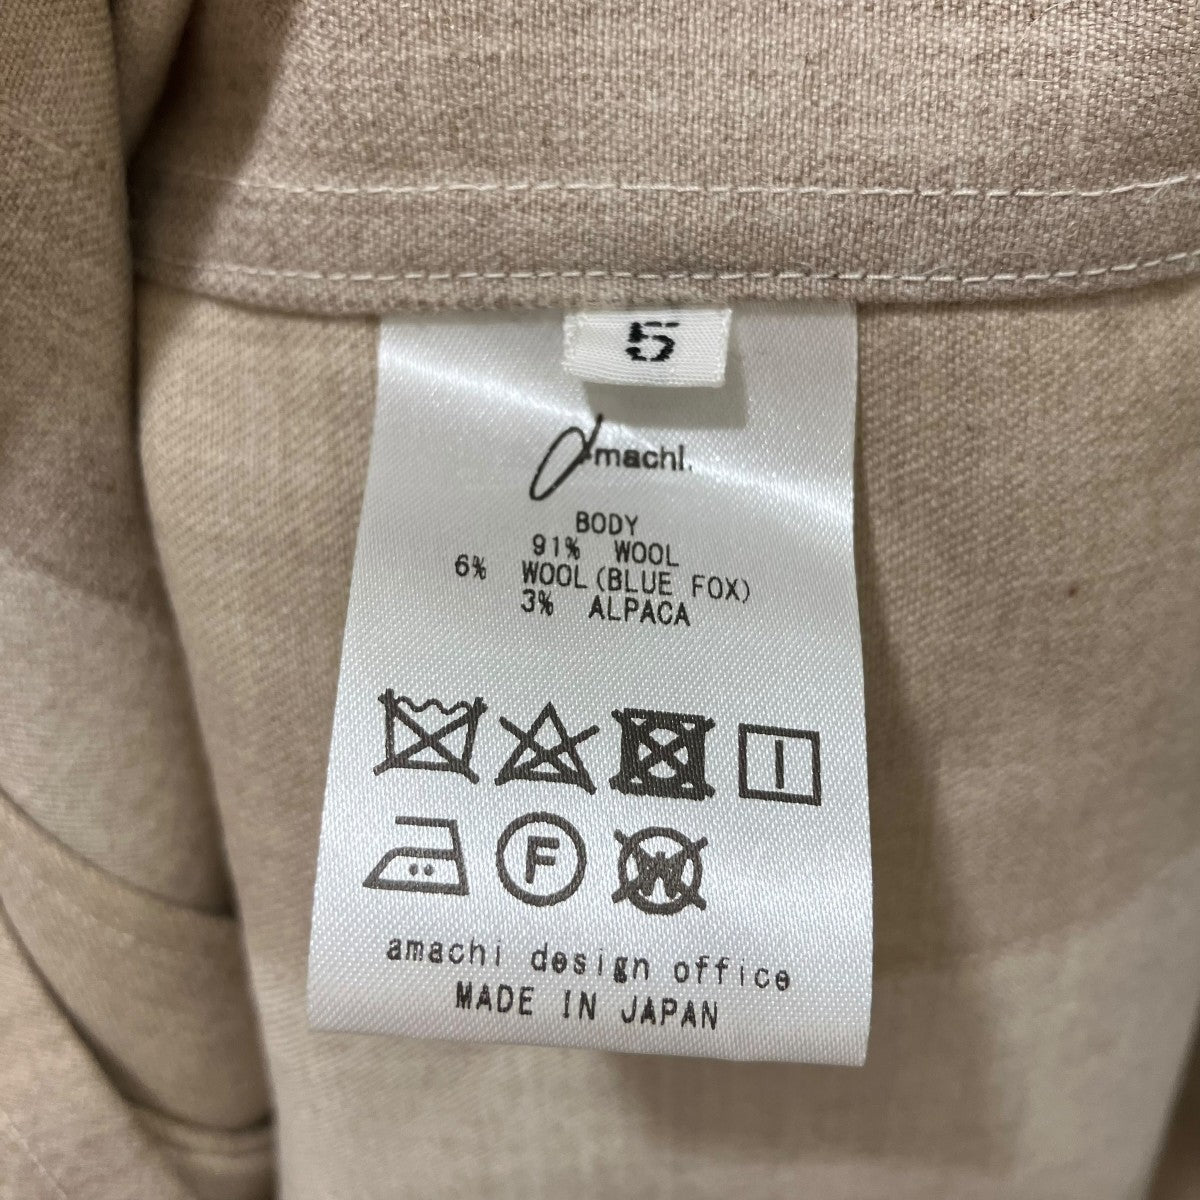 5
amachi.
BODY
91% WOOL
6% WOOL(BLUE FOX)
3% ALPACA
F
W
amachi design office
MADE IN JAPAN